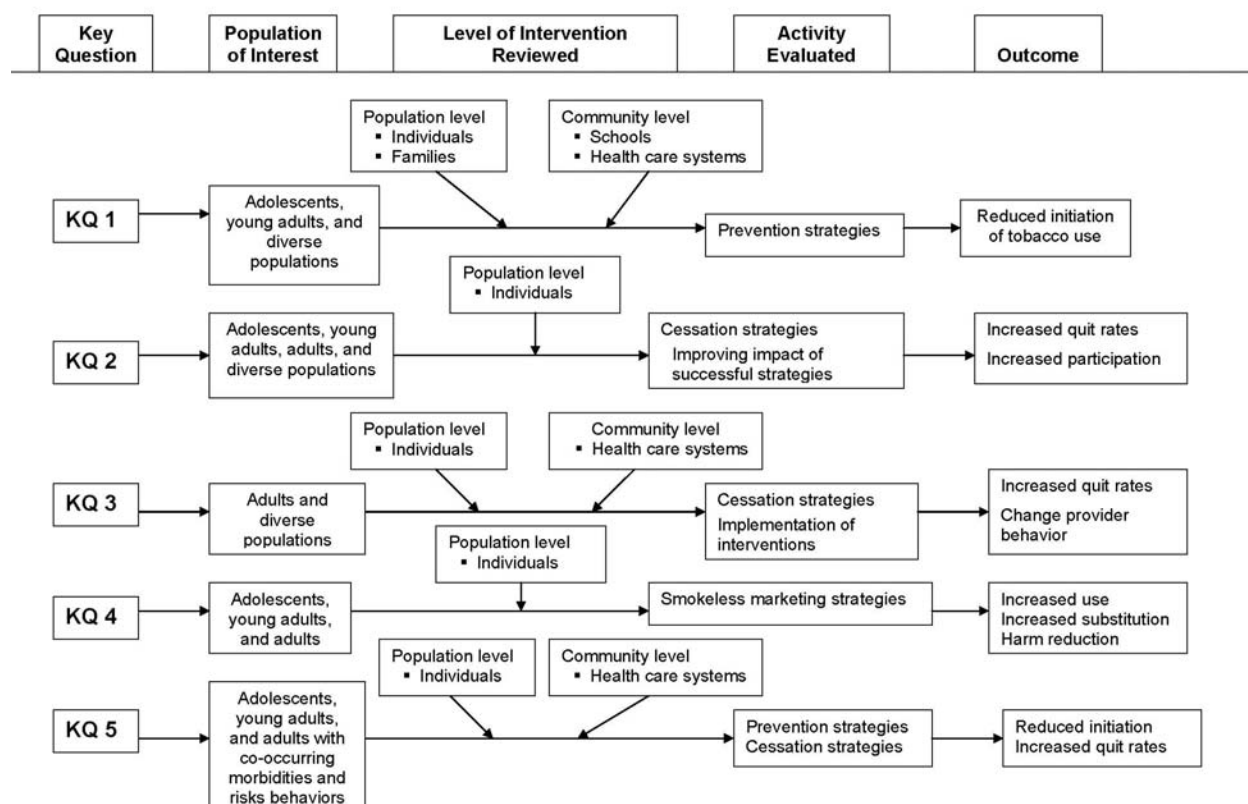 Key
Question
Population
of Interest
Level of Intervention
Reviewed
Activity
Evaluated
Outcome
Population level
▪ Individuals
▪ Families
Community level
▪ Schools
▪ Health care systems
KQ 1
Adolescents,
young adults, and
diverse
populations
Prevention strategies
Reduced initiation
of tobacco use
Population level
▪ Individuals
KQ 2
Adolescents, young
adults, adults, and
diverse populations
Cessation strategies
Improving impact of
successful strategies
Increased quit rates
Increased participation
Population level
▪ Individuals
Community level
▪ Health care systems
KQ 3
Adults and
diverse
populations
Cessation strategies
Implementation of
interventions
Increased quit rates
Change provider
behavior
Population level
▪ Individuals
KQ 4
Adolescents,
young adults,
and adults
Smokeless marketing strategies
Increased use
Increased substitution
Harm reduction
Population level
▪ Individuals
Community level
▪ Health care systems
KQ 5
Adolescents,
young adults,
and adults with
co-occurring
morbidities and
risks behaviors
Prevention strategies
Cessation strategies
Reduced initiation
Increased quit rates